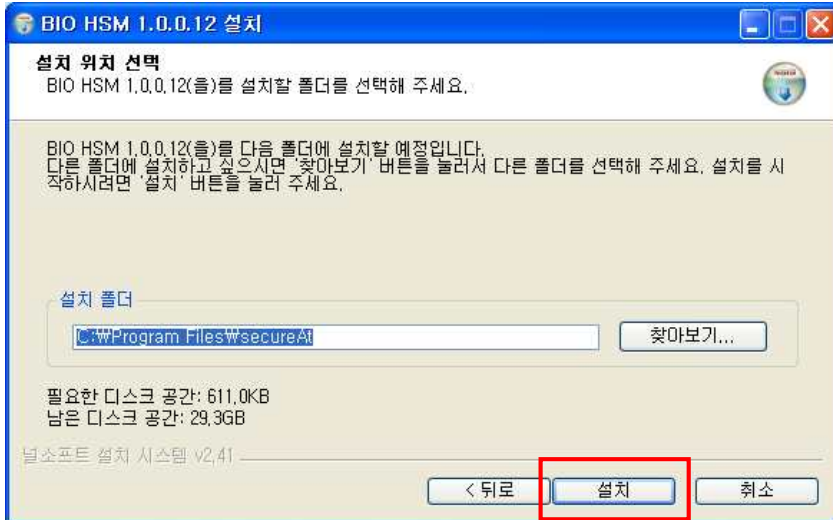 BIO HSM 1.0.0.12 설치
설치 위치 선택
BIO HSM 1.0.0.12(을)를 설치할 폴더를 선택해 주세요.
BIO HSM 1.0.0.12(을)를 다음 폴더에 설치할 예정입니다.
다른 폴더에 설치하고 싶으시면 '찾아보기' 버튼을 눌러서 다른 폴더를 선택해 주세요. 설치를 시
작하시려면 '설치' 버튼을 눌러 주세요.
설치 폴더
C:₩Program Files₩secureAt
찾아보기...
필요한 디스크 공간: 611.0KB
남은 디스크 공간: 29.3GB
널소프트 설치 시스템 v2.41
< 뒤로
설치
취소